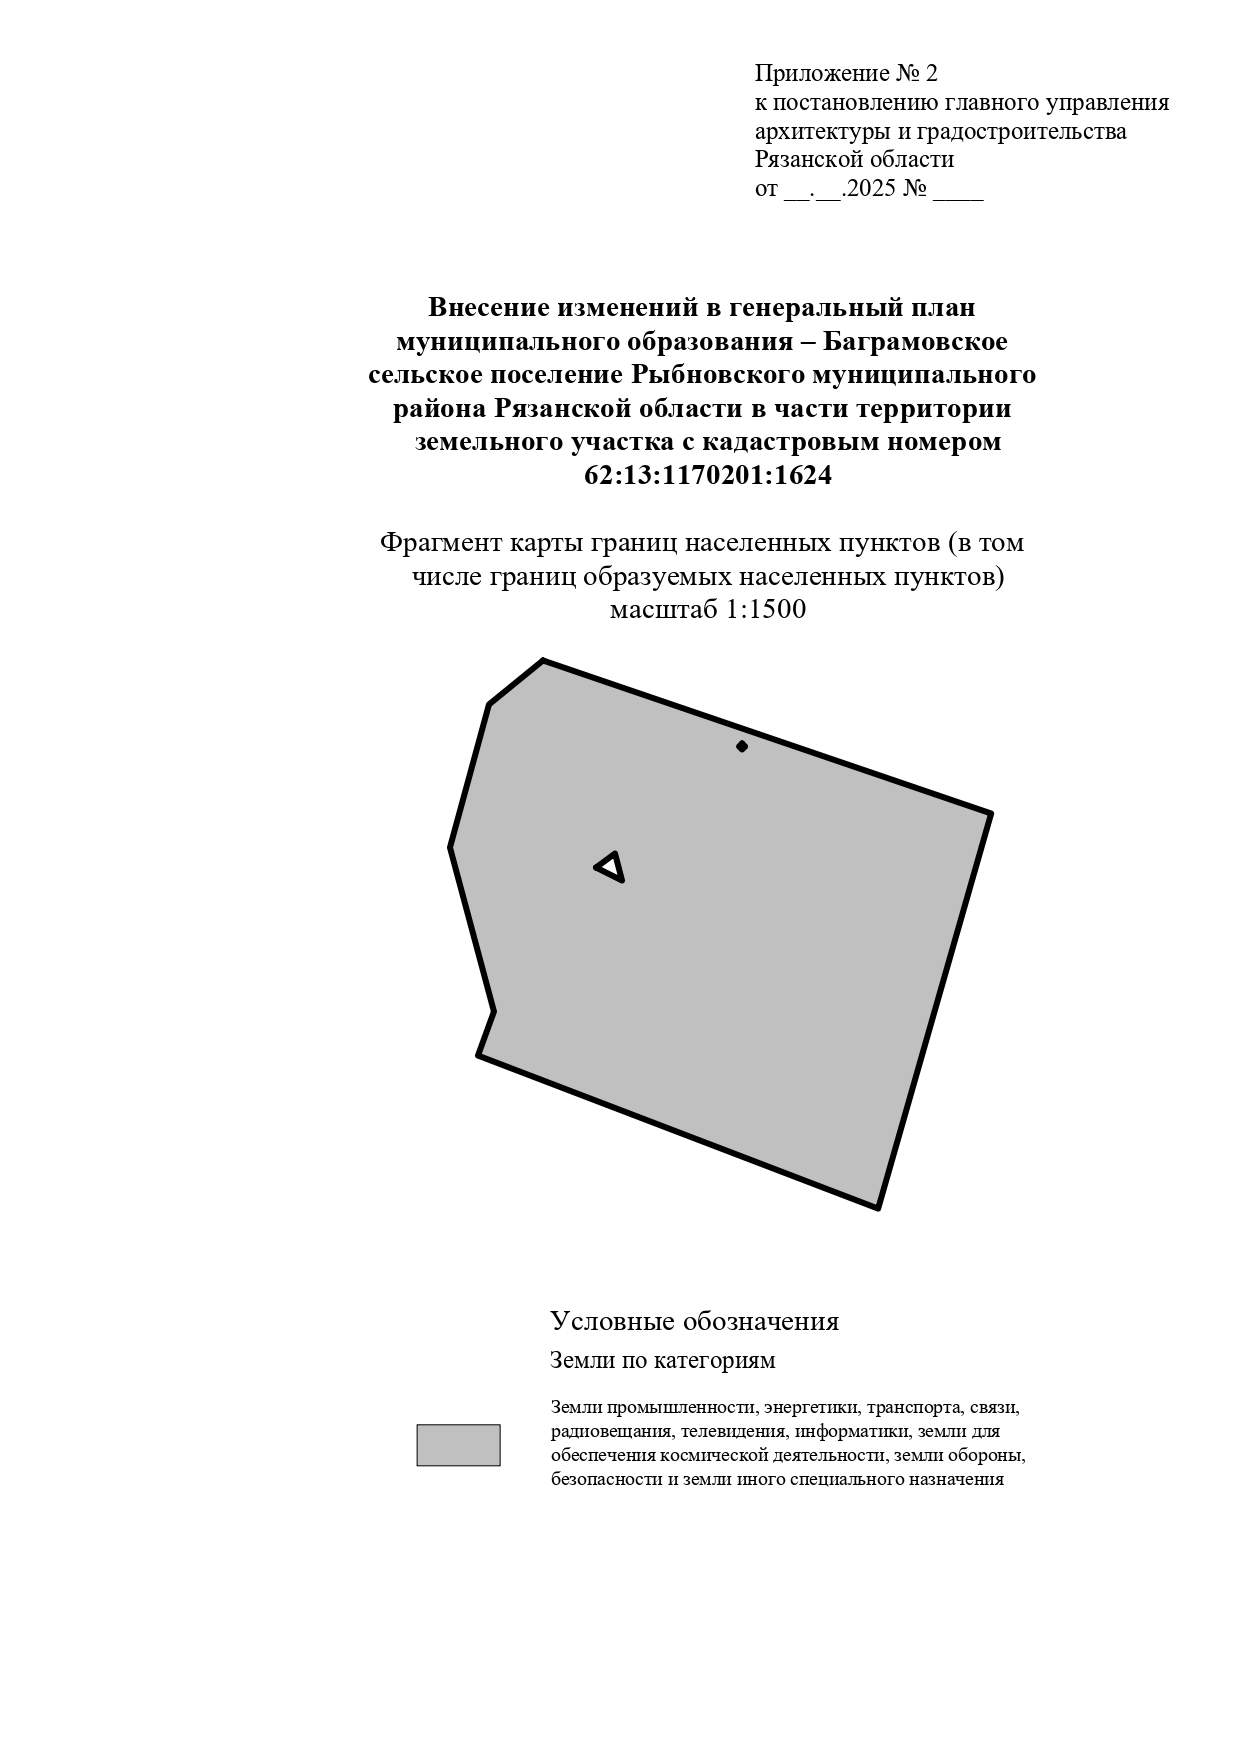 Приложение № 2
к постановлению главного управления
архитектуры и градостроительства
Рязанской области
от __.__.2025 № ____
Внесение изменений в генеральный план
муниципального образования – Баграмовское
сельское поселение Рыбновского муниципального
района Рязанской области в части территории
земельного участка с кадастровым номером
62:13:1170201:1624
Фрагмент карты границ населенных пунктов (в том
числе границ образуемых населенных пунктов)
масштаб 1:1500
Условные обозначения
Земли по категориям
Земли промышленности, энергетики, транспорта, связи,
радиовещания, телевидения, информатики, земли для
обеспечения космической деятельности, земли обороны,
безопасности и земли иного специального назначения